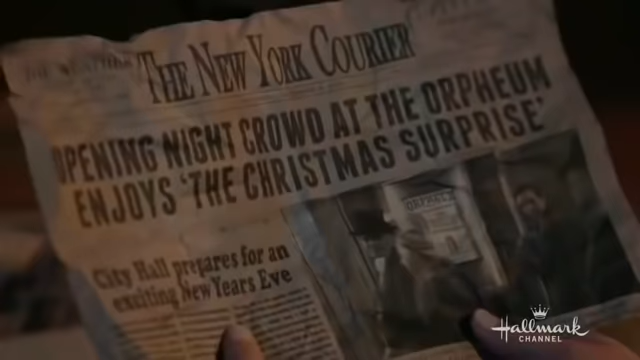 THE NEW YORK COURIER
OPENING NIGHT CROWD AT THE ORPHEUM
ENJOYS 'THE CHRISTMAS SURPRISE'
ORPHEUM
City Hall prepares for an
exciting New Years Eve
Hallmark
CHANNEL